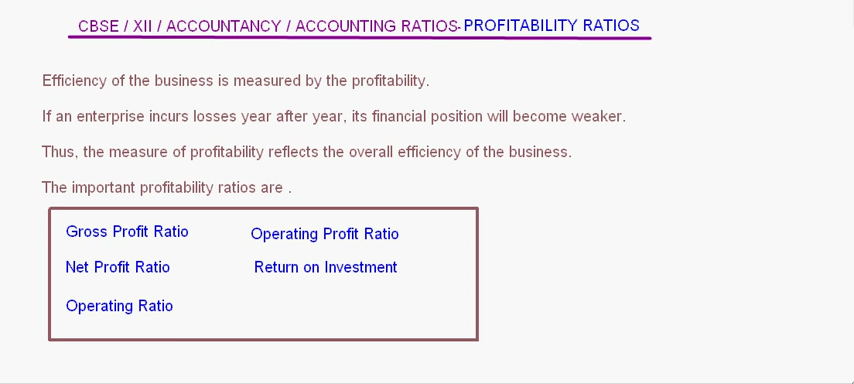 CBSE / XII / ACCOUNTANCY / ACCOUNTING RATIOS-PROFITABILITY RATIOS
Efficiency of the business is measured by the profitability.
If an enterprise incurs losses year after year, its financial position will become weaker.
Thus, the measure of profitability reflects the overall efficiency of the business.
The important profitability ratios are .
Gross Profit Ratio Operating Profit Ratio
Net Profit Ratio Return on Investment
Operating Ratio